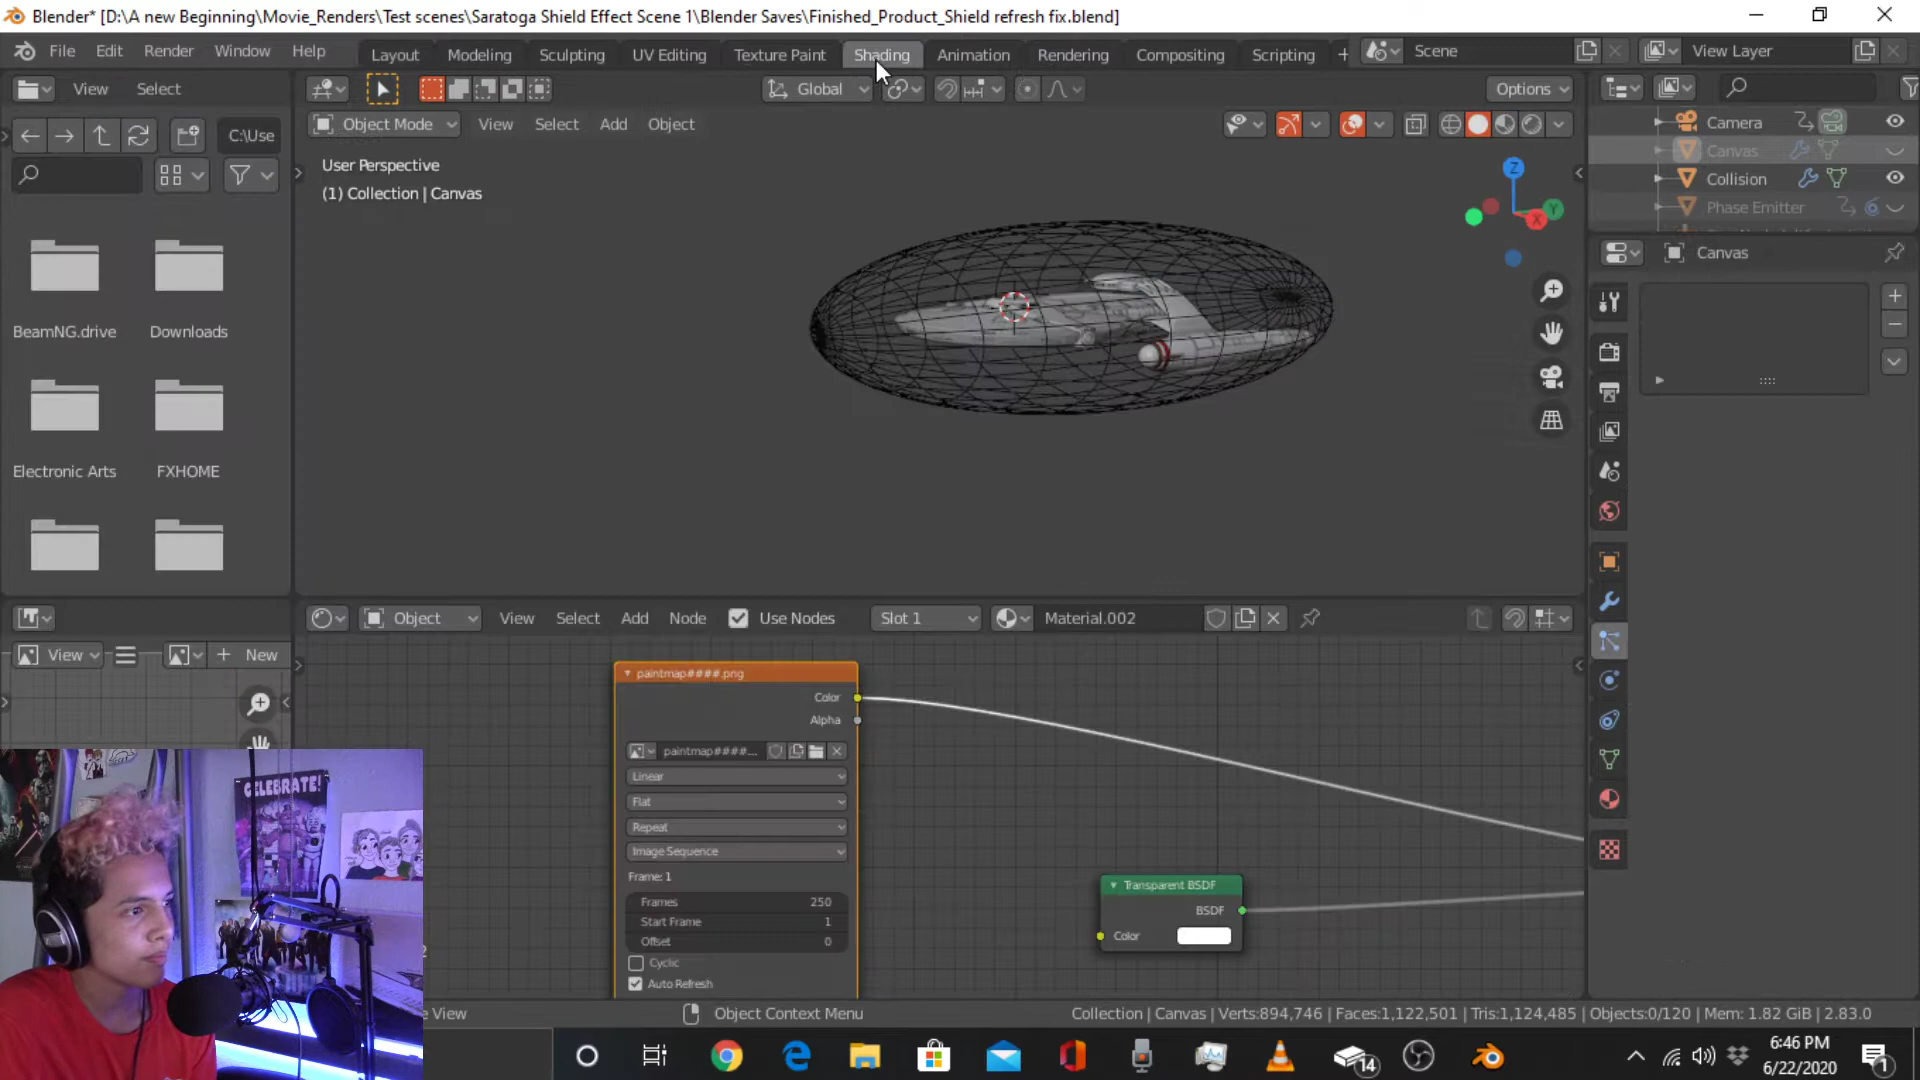 Blender* [D:\A new Beginning\Movie_Renders\Test scenes\Saratoga Shield Effect Scene 1\Blender Saves\Finished_Product_Shield refresh fix.blend]
File Edit Render Window Help
Layout Modeling Sculpting UV Editing Texture Paint Shading Animation Rendering Compositing Scripting +
Scene
View Layer
View Select
Global
Options
C:\Use
Object Mode View Select Add Object
Camera
Canvas
Collision
Phase Emitter
User Perspective
(1) Collection | Canvas
Z
Y
X
Canvas
BeamNG.drive Downloads
Electronic Arts FXHOME
Object View Select Add Node Use Nodes Slot 1 Material.002
View + New
paintmap####.png
Color
Alpha
paintmap####...
Linear
Flat
Repeat
Image Sequence
Frame: 1
Frames 250
Start Frame 1
Offset 0
Cyclic
Auto Refresh
Transparent BSDF
BSDF
Color
CELEBRATE!
e View
Object Context Menu
Collection | Canvas | Verts:894,746 | Faces:1,122,501 | Tris:1,124,485 | Objects:0/120 | Mem: 1.82 GiB | 2.83.0
14
6:46 PM
6/22/2020
1